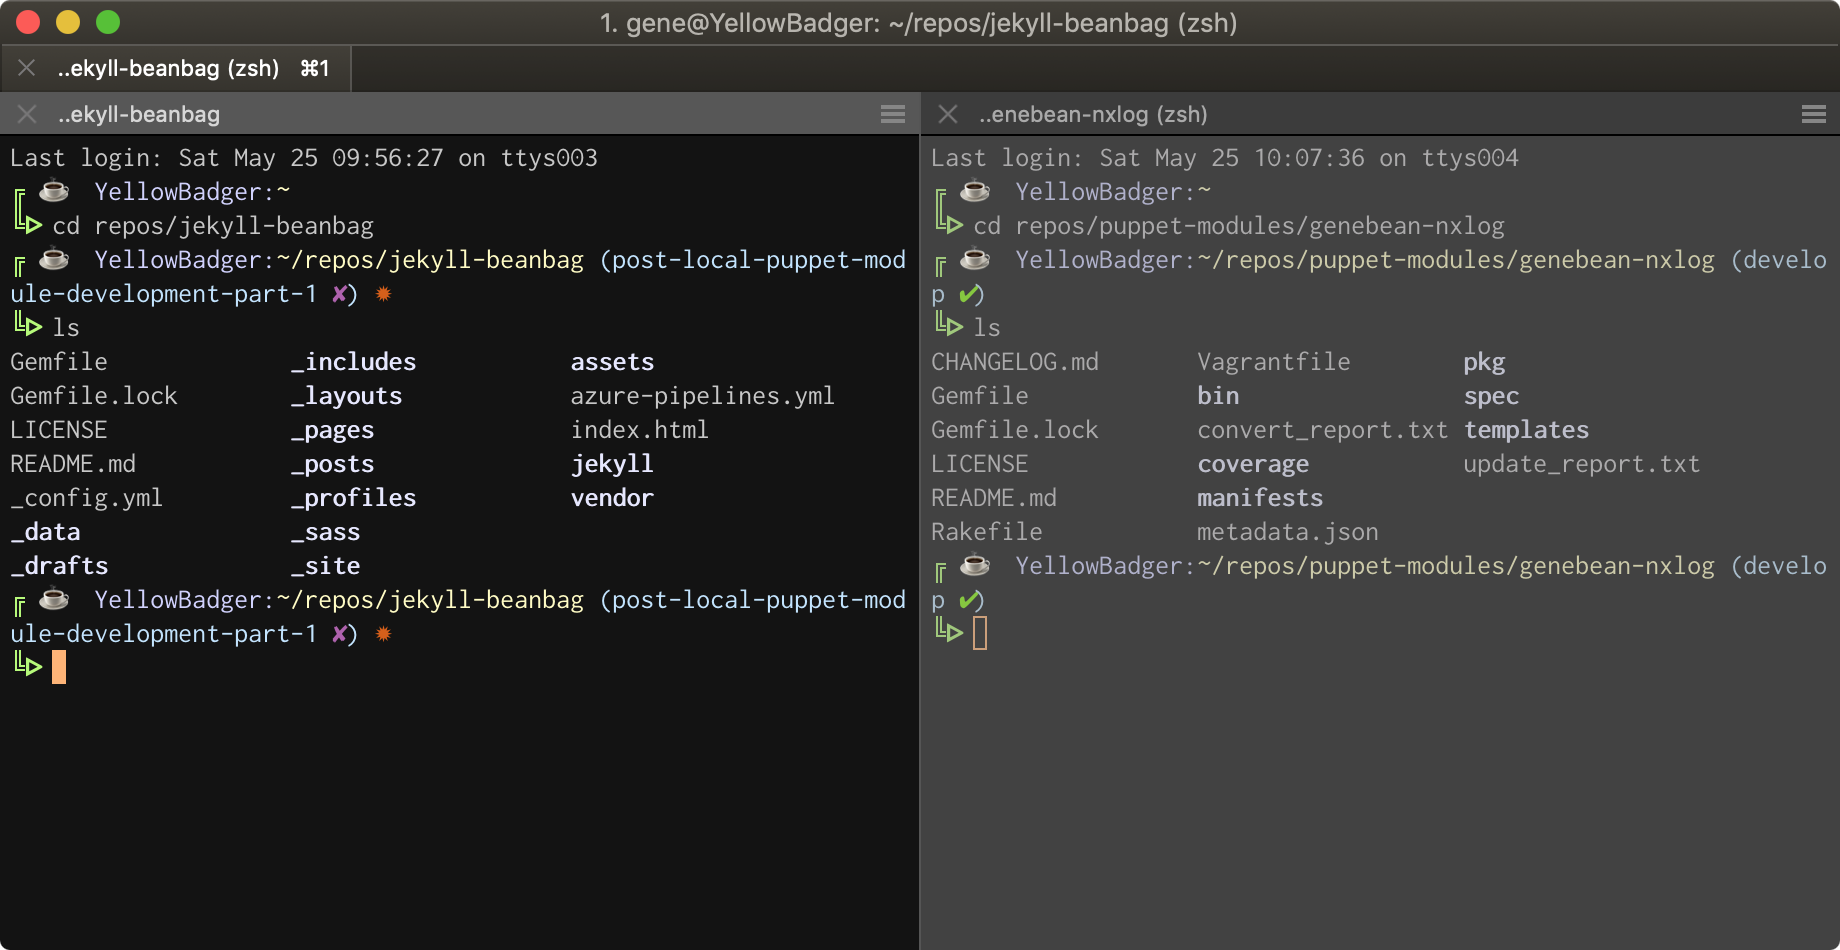 1. gene@YellowBadger: ~/repos/jekyll-beanbag (zsh)
..ekyll-beanbag (zsh) ⌘1
..ekyll-beanbag
Last login: Sat May 25 09:56:27 on ttys003
╔ ☕ YellowBadger:~
╚▷ cd repos/jekyll-beanbag
╔ ☕ YellowBadger:~/repos/jekyll-beanbag (post-local-puppet-mod
ule-development-part-1 ✘) ✹
╚▷ ls
Gemfile _includes assets
Gemfile.lock _layouts azure-pipelines.yml
LICENSE _pages index.html
README.md _posts jekyll
_config.yml _profiles vendor
_data _sass
_drafts _site
╔ ☕ YellowBadger:~/repos/jekyll-beanbag (post-local-puppet-mod
ule-development-part-1 ✘) ✹
╚▷
..enebean-nxlog (zsh)
Last login: Sat May 25 10:07:36 on ttys004
╔ ☕ YellowBadger:~
╚▷ cd repos/puppet-modules/genebean-nxlog
╔ ☕ YellowBadger:~/repos/puppet-modules/genebean-nxlog (develo
p ✔)
╚▷ ls
CHANGELOG.md Vagrantfile pkg
Gemfile bin spec
Gemfile.lock convert_report.txt templates
LICENSE coverage update_report.txt
README.md manifests
Rakefile metadata.json
╔ ☕ YellowBadger:~/repos/puppet-modules/genebean-nxlog (develo
p ✔)
╚▷